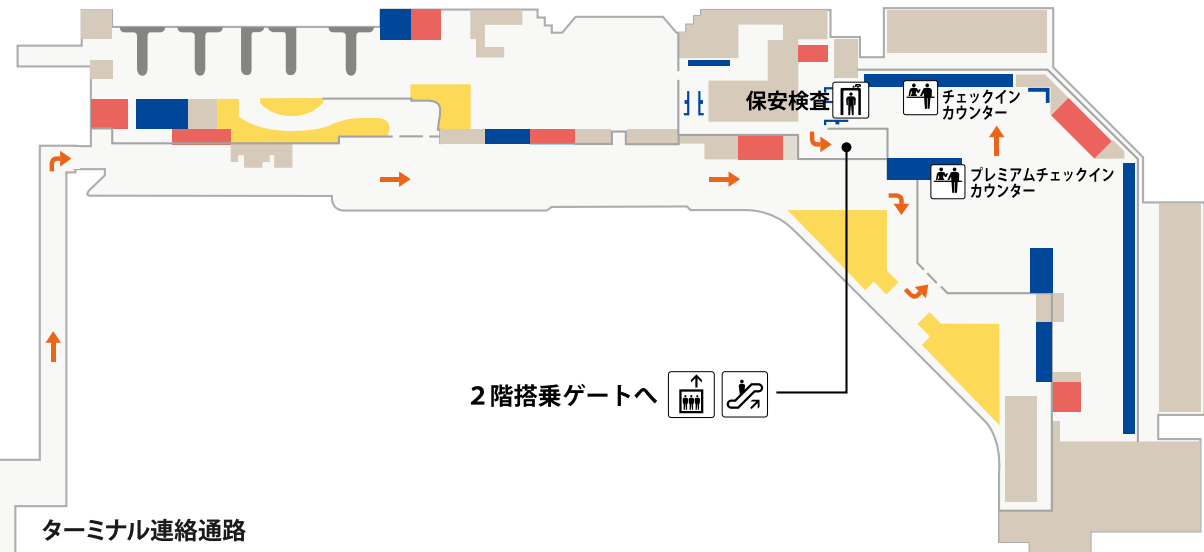 保安検査
チェックイン
カウンター
プレミアムチェックイン
カウンター
2階搭乗ゲートへ
ターミナル連絡通路